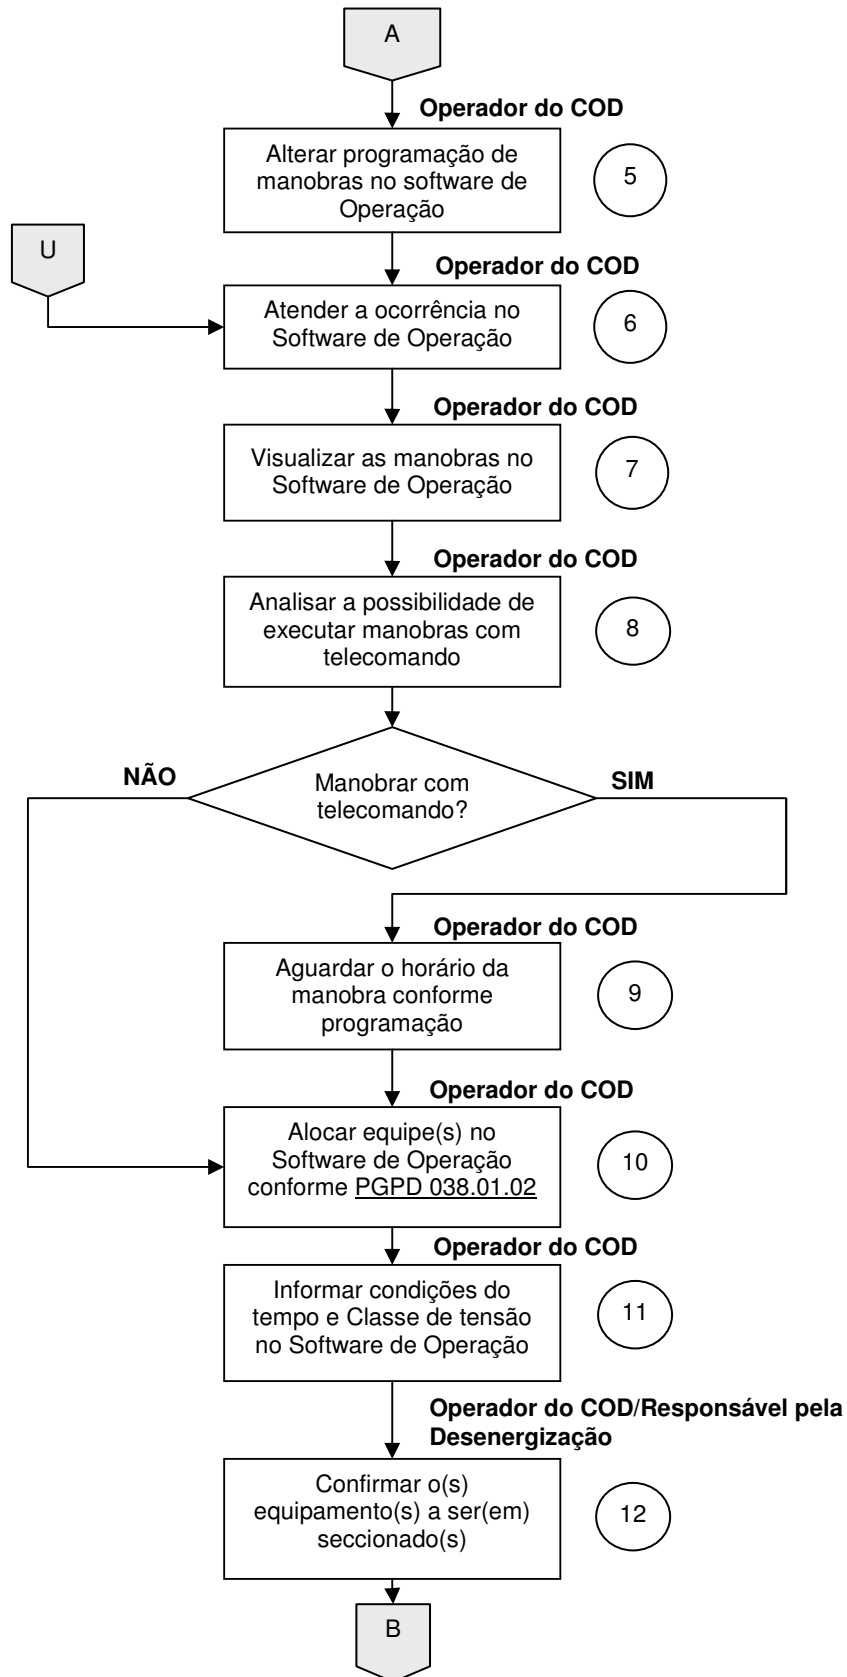 A
Operador do COD
Alterar programação de
manobras no software de
Operação
5
U
Operador do COD
Atender a ocorrência no
Software de Operação
6
Operador do COD
Visualizar as manobras no
Software de Operação
7
Operador do COD
Analisar a possibilidade de
executar manobras com
telecomando
8
NÃO
Manobrar com
telecomando?
SIM
Operador do COD
Aguardar o horário da
manobra conforme
programação
9
Operador do COD
Alocar equipe(s) no
Software de Operação
conforme PGPD 038.01.02
10
Operador do COD
Informar condições do
tempo e Classe de tensão
no Software de Operação
11
Operador do COD/Responsável pela
Desenergização
Confirmar o(s)
equipamento(s) a ser(em)
seccionado(s)
12
B